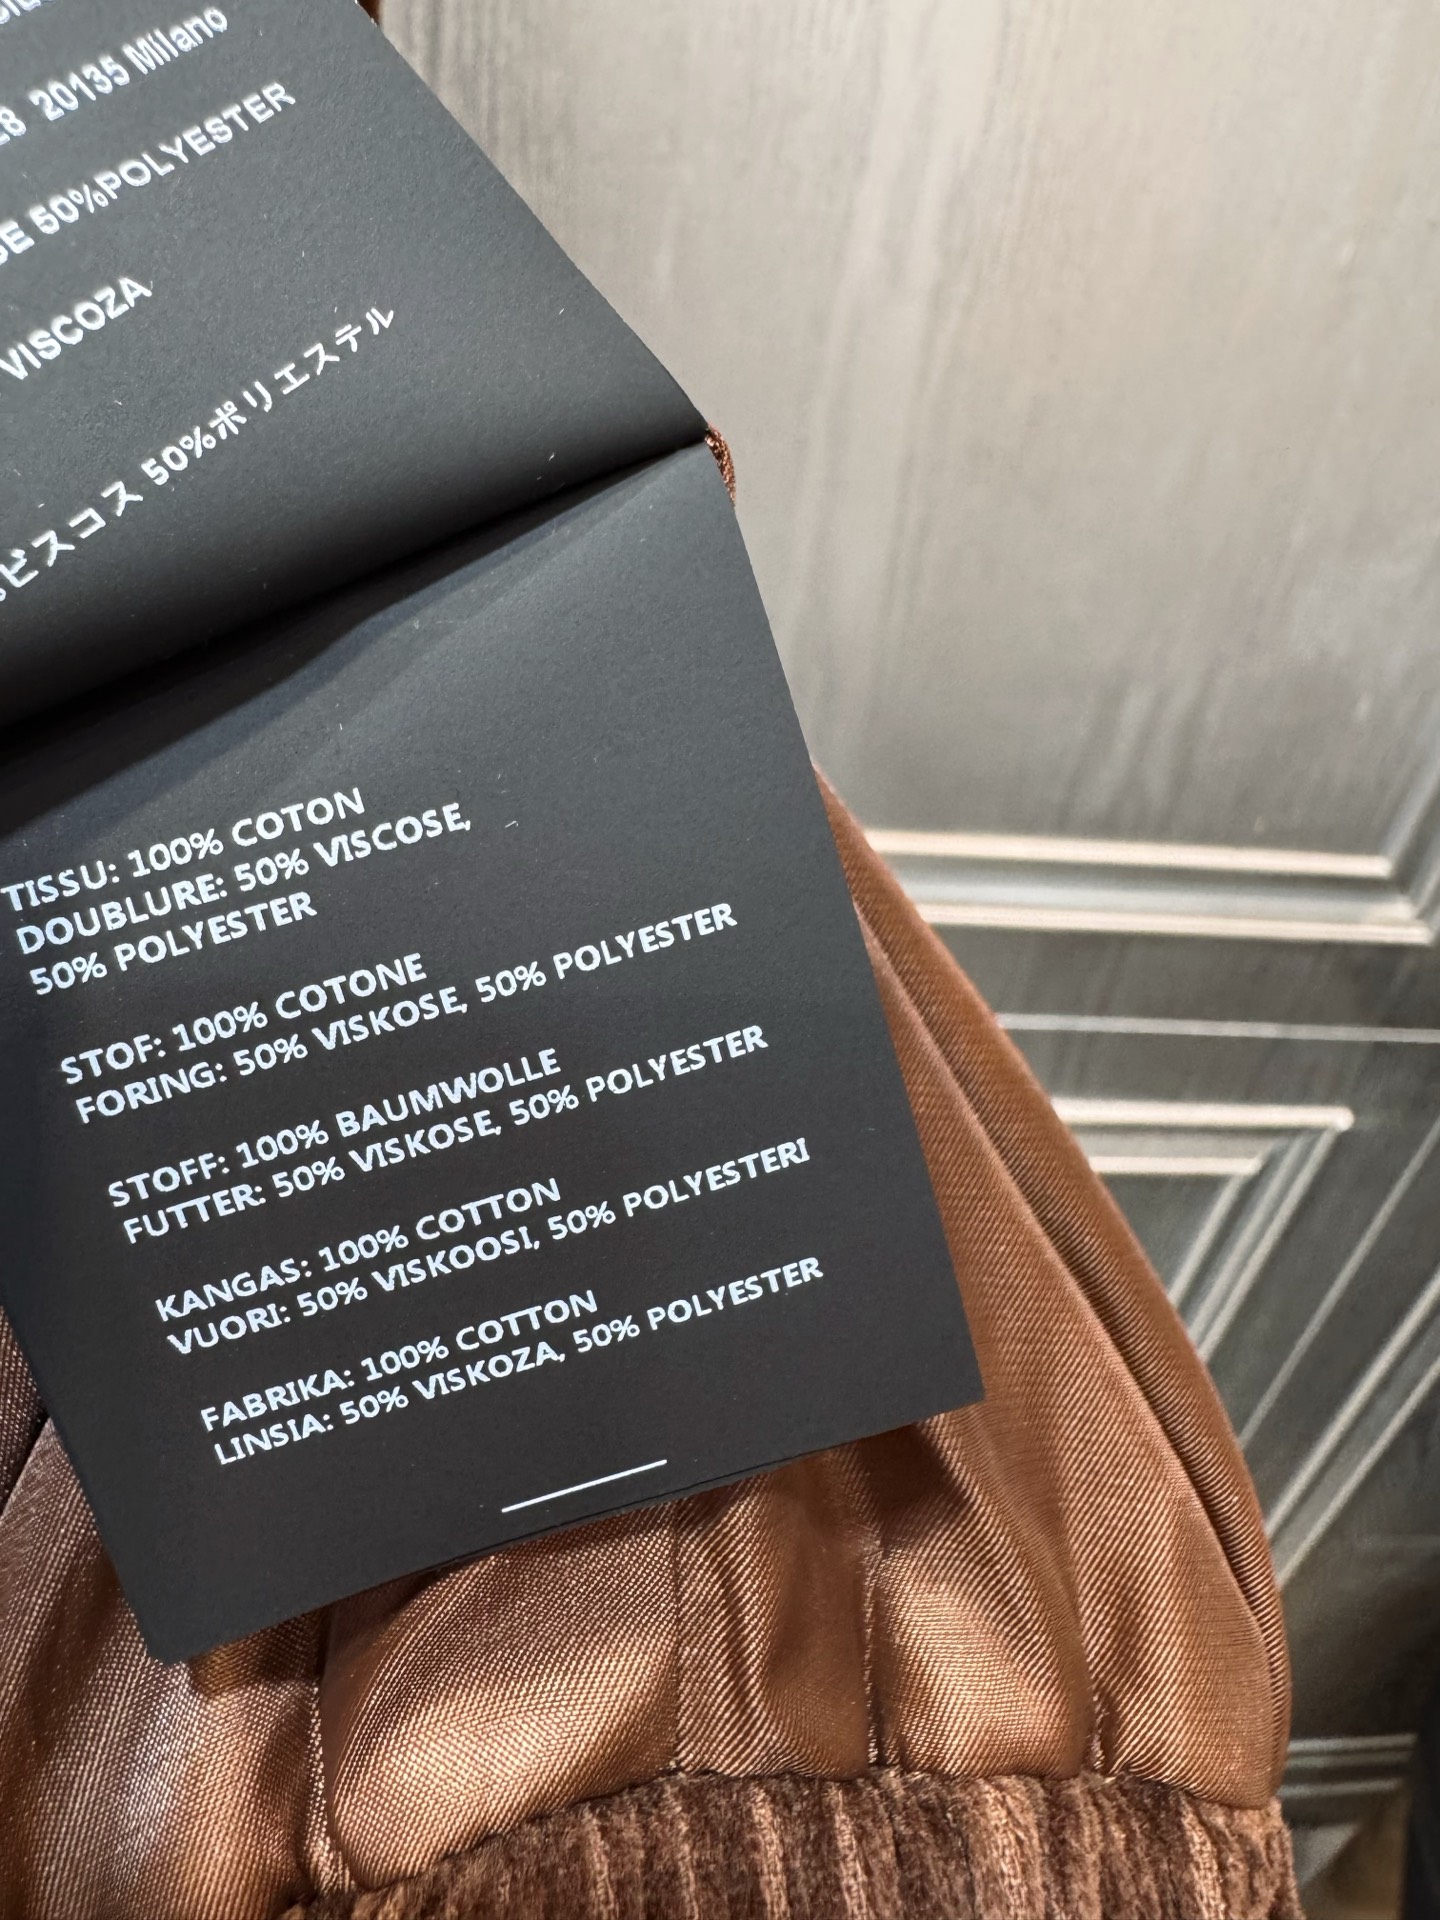 28 20135 Milano
50%POLYESTER
VISCOZA
ビスコス 50%ポリエステル
TISSU: 100% COTON
DOUBLURE: 50% VISCOSE,
50% POLYESTER
STOF: 100% COTONE
FORING: 50% VISKOSE, 50% POLYESTER
STOFF: 100% BAUMWOLLE
FUTTER: 50% VISKOSE, 50% POLYESTER
KANGAS: 100% COTTON
VUORI: 50% VISKOOSI, 50% POLYESTERI
FABRIKA: 100% COTTON
LINSIA: 50% VISKOZA, 50% POLYESTER